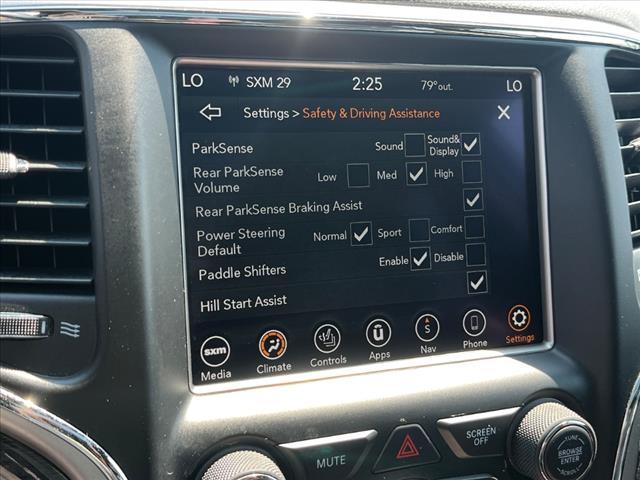 LO SXM 29 2:25 79°out. LO
Settings > Safety & Driving Assistance
ParkSense Sound Sound& Display
Rear ParkSense Volume Low Med High
Rear ParkSense Braking Assist
Power Steering Default Normal Sport Comfort
Paddle Shifters Enable Disable
Hill Start Assist
sxm
Media Climate Controls Apps Nav Phone Settings
MUTE
SCREEN OFF
TUNE
BROWSE
ENTER
SCROLL